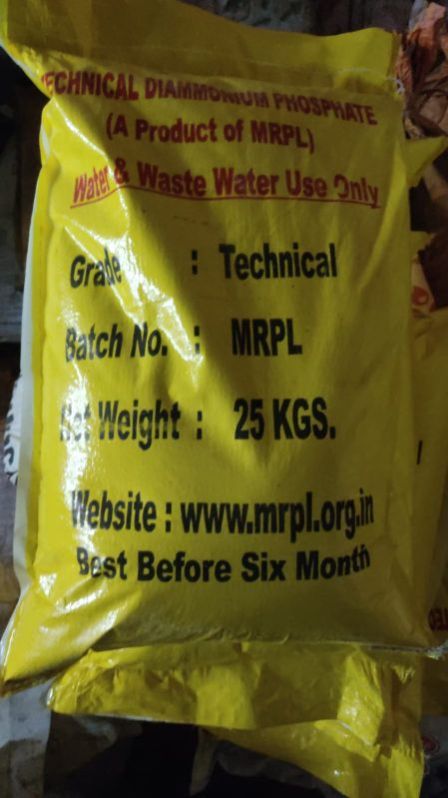 TECHNICAL DIAMMONIUM PHOSPHATE
(A Product of MRPL)
Water & Waste Water Use Only
Grade : Technical
Batch No. : MRPL
Net Weight : 25 KGS.
Website : www.mrpl.org.in
Best Before Six Month